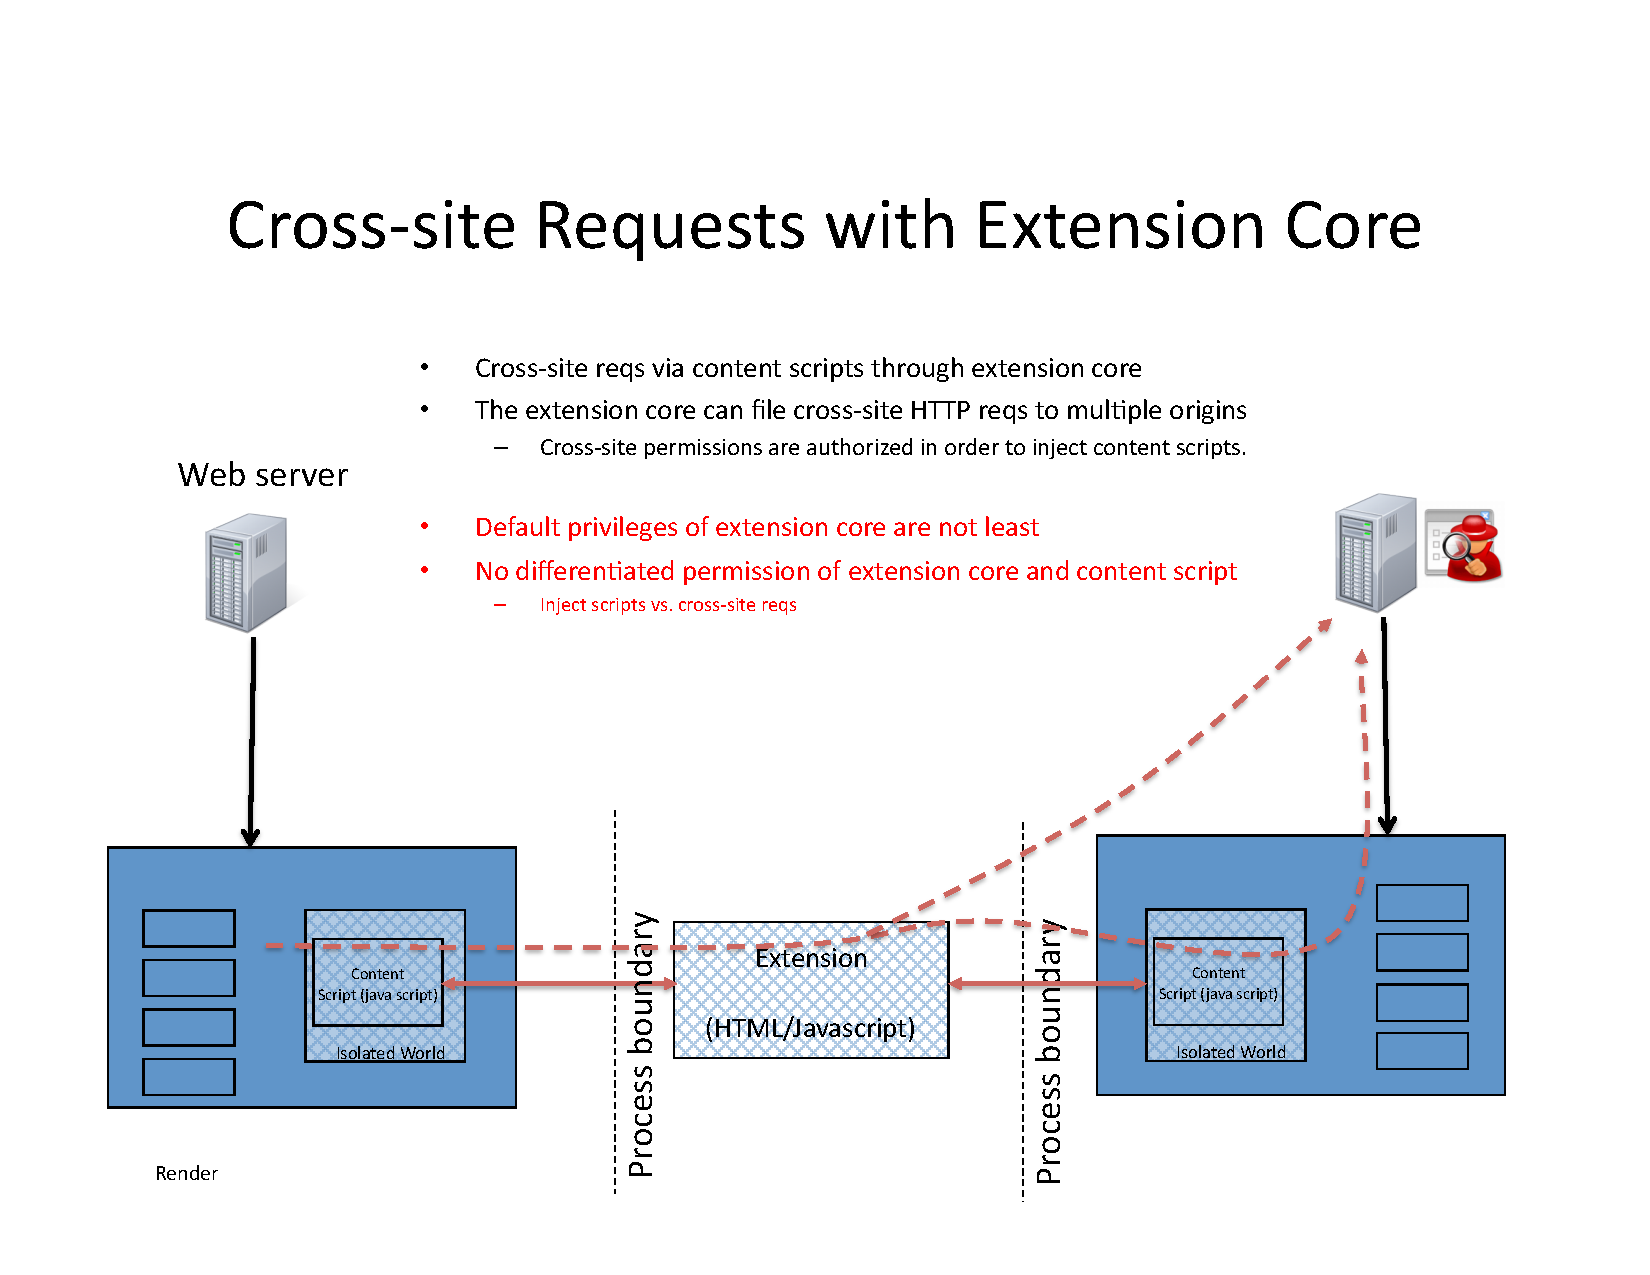 Cross-site Requests with Extension Core
• Cross-site reqs via content scripts through extension core
• The extension core can file cross-site HTTP reqs to multiple origins
– Cross-site permissions are authorized in order to inject content scripts.
Web server
• Default privileges of extension core are not least
• No differentiated permission of extension core and content script
– Inject scripts vs. cross-site reqs
Content
Script (java script)
Isolated World
Process boundary
Extension
(HTML/Javascript)
Process boundary
Content
Script (java script)
Isolated World
Render